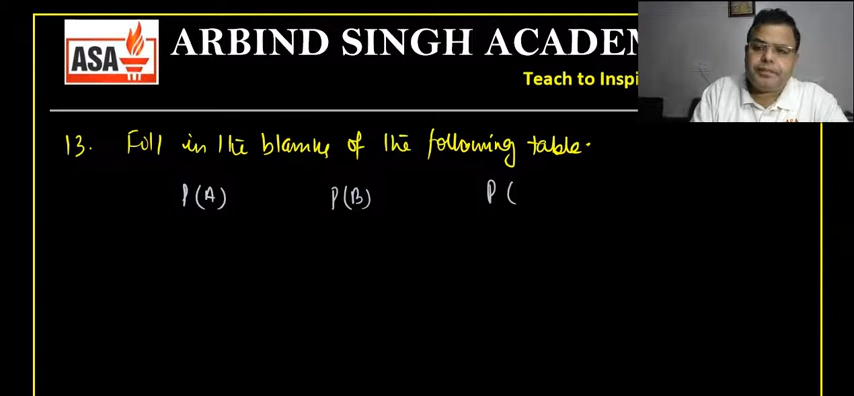 ASA
ARBIND SINGH ACADEM
Teach to Inspi
13. Fill in the blanks of the following table.
P(A) P(B) P(